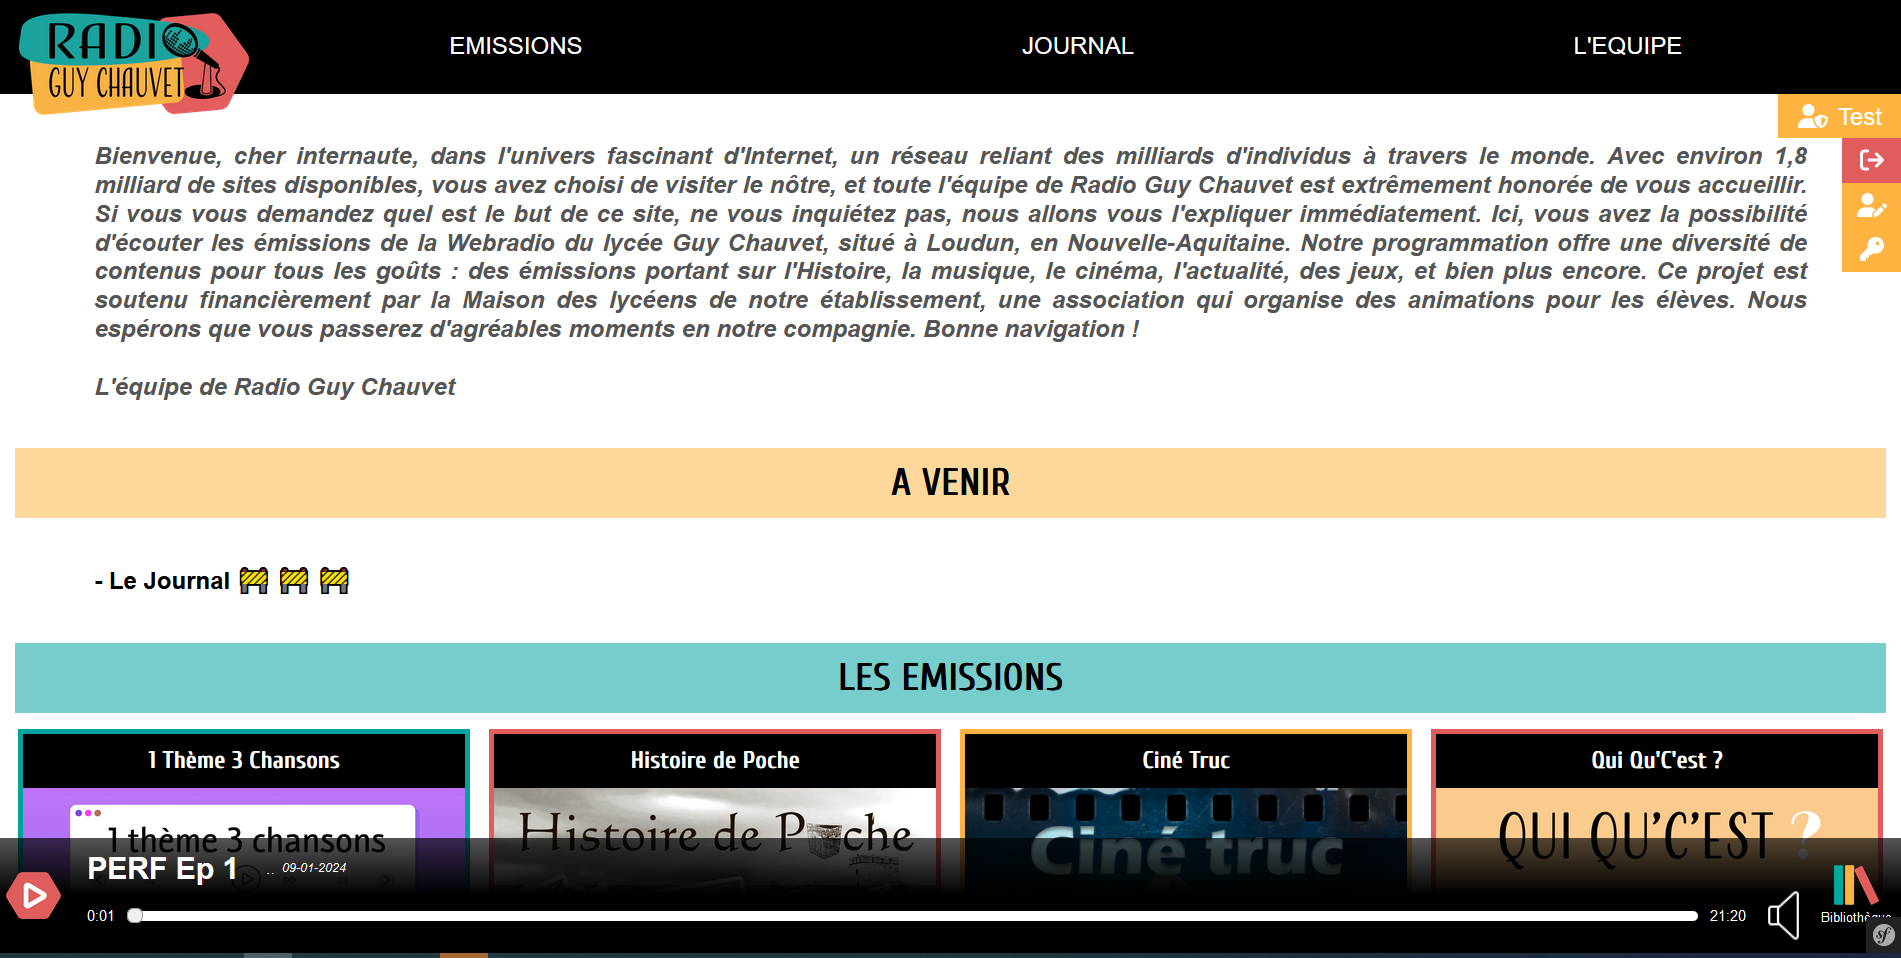 RADIO
GUY CHAUVET
EMISSIONS
JOURNAL
L'EQUIPE
Test
Bienvenue, cher internaute, dans l'univers fascinant d'Internet, un réseau reliant des milliards d'individus à travers le monde. Avec environ 1,8
milliard de sites disponibles, vous avez choisi de visiter le nôtre, et toute l'équipe de Radio Guy Chauvet est extrêmement honorée de vous accueillir.
Si vous vous demandez quel est le but de ce site, ne vous inquiétez pas, nous allons vous l'expliquer immédiatement. Ici, vous avez la possibilité
d'écouter les émissions de la Webradio du lycée Guy Chauvet, situé à Loudun, en Nouvelle-Aquitaine. Notre programmation offre une diversité de
contenus pour tous les goûts : des émissions portant sur l'Histoire, la musique, le cinéma, l'actualité, des jeux, et bien plus encore. Ce projet est
soutenu financièrement par la Maison des lycéens de notre établissement, une association qui organise des animations pour les élèves. Nous
espérons que vous passerez d'agréables moments en notre compagnie. Bonne navigation !
L'équipe de Radio Guy Chauvet
A VENIR
- Le Journal 🚧 🚧 🚧
LES EMISSIONS
1 Thème 3 Chansons
Histoire de Poche
Ciné Truc
Qui Qu'C'est ?
1 thème 3 chansons
Histoire de Poche
Ciné truc
QUI QU'C'EST ?
PERF Ep 1 .. 09-01-2024
0:01
21:20
Bibliothèque
sf